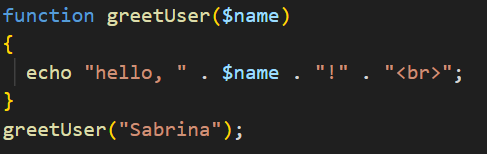 function greetUser($name)
{
  echo "hello, " . $name . "!" . "<br>";
}
greetUser("Sabrina");